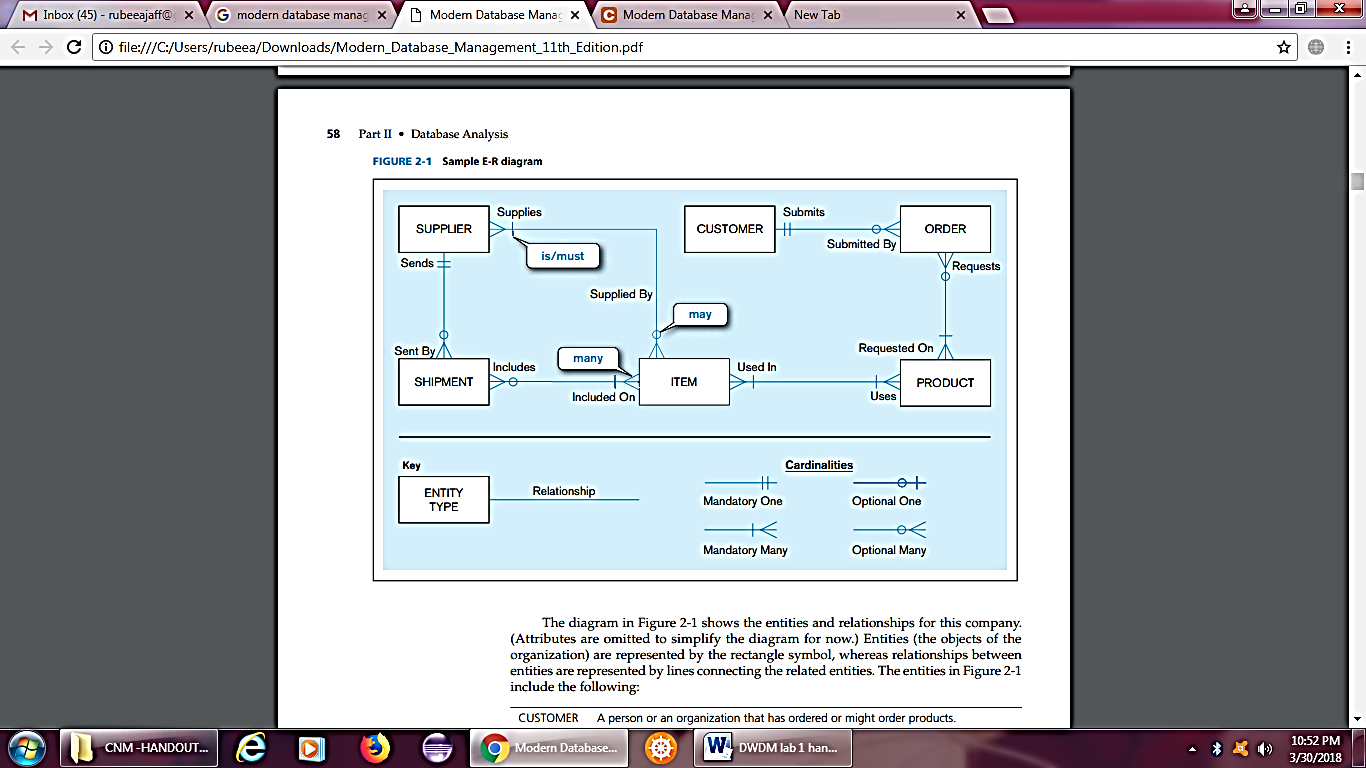 Inbox (45) - rubeeajaff@g
modern database manag
Modern Database Manag
Modern Database Manag
New Tab
file:///C:/Users/rubeea/Downloads/Modern_Database_Management_11th_Edition.pdf
58 Part II • Database Analysis
FIGURE 2-1 Sample E-R diagram
SUPPLIER
Supplies
CUSTOMER
Submits
ORDER
Submitted By
is/must
Sends
Requests
Supplied By
may
Sent By
many
Requested On
SHIPMENT
Includes
ITEM
Used In
PRODUCT
Included On
Uses
Key
Cardinalities
ENTITY
TYPE
Relationship
Mandatory One
Optional One
Mandatory Many
Optional Many
The diagram in Figure 2-1 shows the entities and relationships for this company.
(Attributes are omitted to simplify the diagram for now.) Entities (the objects of the
organization) are represented by the rectangle symbol, whereas relationships between
entities are represented by lines connecting the related entities. The entities in Figure 2-1
include the following:
CUSTOMER A person or an organization that has ordered or might order products.
CNM -HANDOUT...
Modern Database...
DWDM lab 1 han...
10:52 PM
3/30/2018